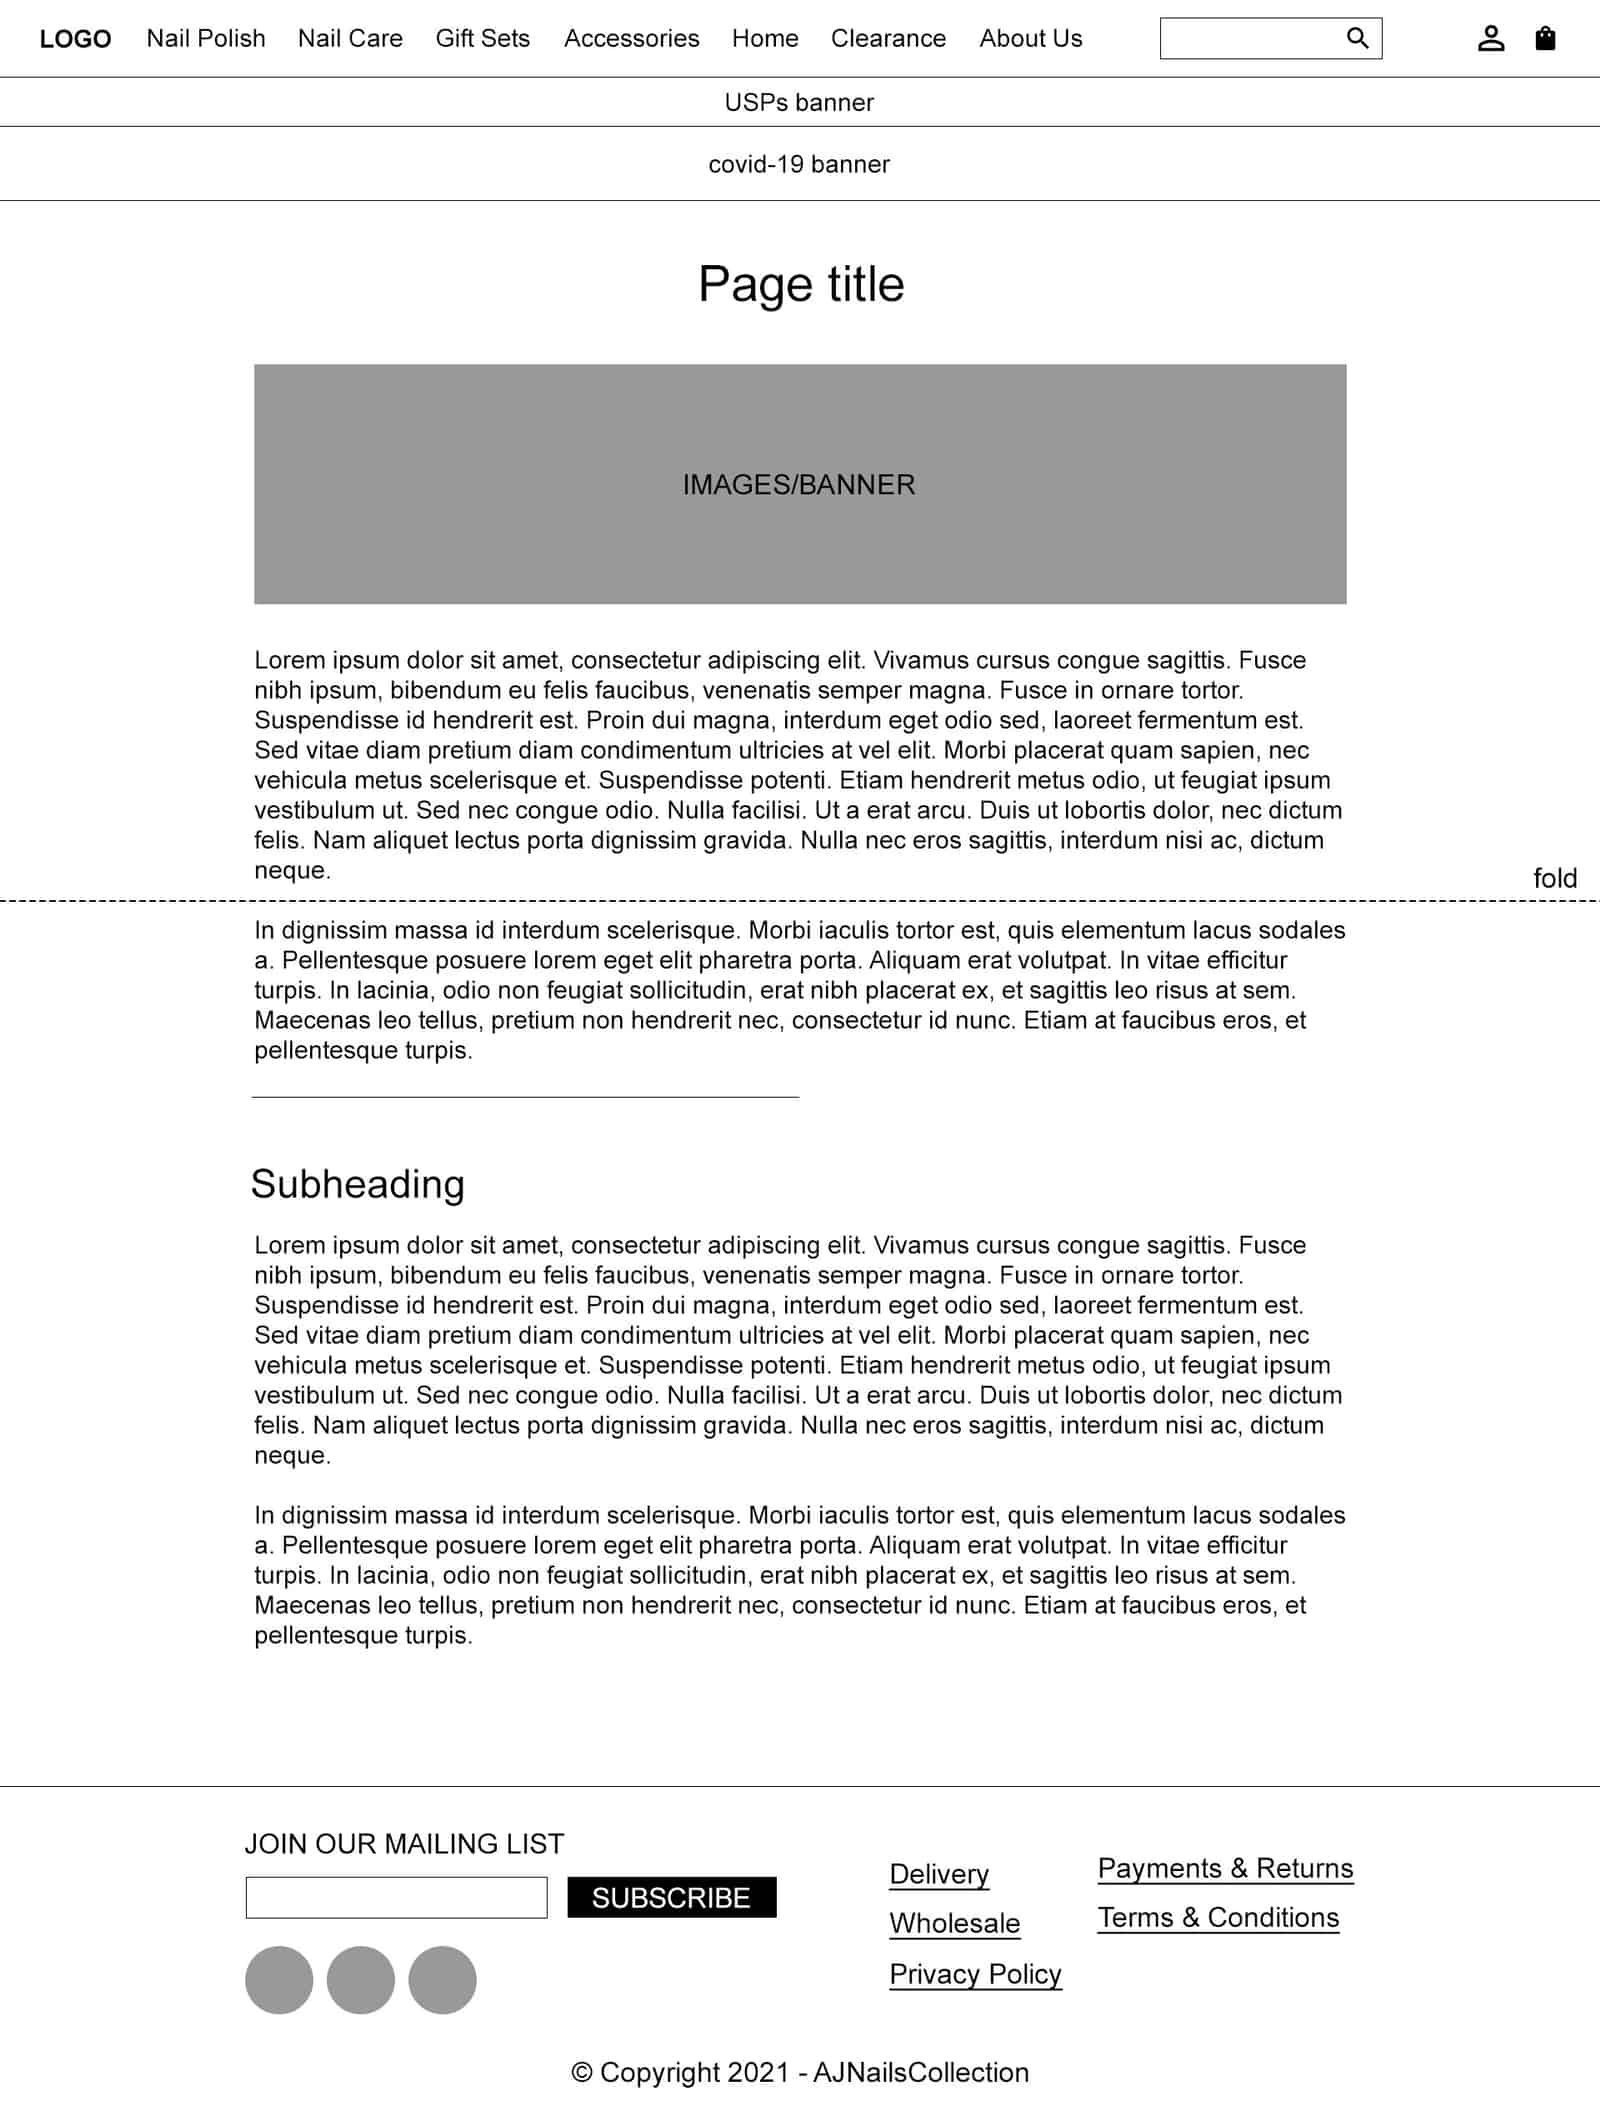 LOGO Nail Polish Nail Care Gift Sets Accessories Home Clearance About Us
USPs banner
covid-19 banner
Page title
IMAGES/BANNER
Lorem ipsum dolor sit amet, consectetur adipiscing elit. Vivamus cursus congue sagittis. Fusce
nibh ipsum, bibendum eu felis faucibus, venenatis semper magna. Fusce in ornare tortor.
Suspendisse id hendrerit est. Proin dui magna, interdum eget odio sed, laoreet fermentum est.
Sed vitae diam pretium diam condimentum ultricies at vel elit. Morbi placerat quam sapien, nec
vehicula metus scelerisque et. Suspendisse potenti. Etiam hendrerit metus odio, ut feugiat ipsum
vestibulum ut. Sed nec congue odio. Nulla facilisi. Ut a erat arcu. Duis ut lobortis dolor, nec dictum
felis. Nam aliquet lectus porta dignissim gravida. Nulla nec eros sagittis, interdum nisi ac, dictum
neque.
fold
In dignissim massa id interdum scelerisque. Morbi iaculis tortor est, quis elementum lacus sodales
a. Pellentesque posuere lorem eget elit pharetra porta. Aliquam erat volutpat. In vitae efficitur
turpis. In lacinia, odio non feugiat sollicitudin, erat nibh placerat ex, et sagittis leo risus at sem.
Maecenas leo tellus, pretium non hendrerit nec, consectetur id nunc. Etiam at faucibus eros, et
pellentesque turpis.
Subheading
Lorem ipsum dolor sit amet, consectetur adipiscing elit. Vivamus cursus congue sagittis. Fusce
nibh ipsum, bibendum eu felis faucibus, venenatis semper magna. Fusce in ornare tortor.
Suspendisse id hendrerit est. Proin dui magna, interdum eget odio sed, laoreet fermentum est.
Sed vitae diam pretium diam condimentum ultricies at vel elit. Morbi placerat quam sapien, nec
vehicula metus scelerisque et. Suspendisse potenti. Etiam hendrerit metus odio, ut feugiat ipsum
vestibulum ut. Sed nec congue odio. Nulla facilisi. Ut a erat arcu. Duis ut lobortis dolor, nec dictum
felis. Nam aliquet lectus porta dignissim gravida. Nulla nec eros sagittis, interdum nisi ac, dictum
neque.
In dignissim massa id interdum scelerisque. Morbi iaculis tortor est, quis elementum lacus sodales
a. Pellentesque posuere lorem eget elit pharetra porta. Aliquam erat volutpat. In vitae efficitur
turpis. In lacinia, odio non feugiat sollicitudin, erat nibh placerat ex, et sagittis leo risus at sem.
Maecenas leo tellus, pretium non hendrerit nec, consectetur id nunc. Etiam at faucibus eros, et
pellentesque turpis.
JOIN OUR MAILING LIST
SUBSCRIBE
Delivery
Wholesale
Privacy Policy
Payments & Returns
Terms & Conditions
© Copyright 2021 - AJNailsCollection